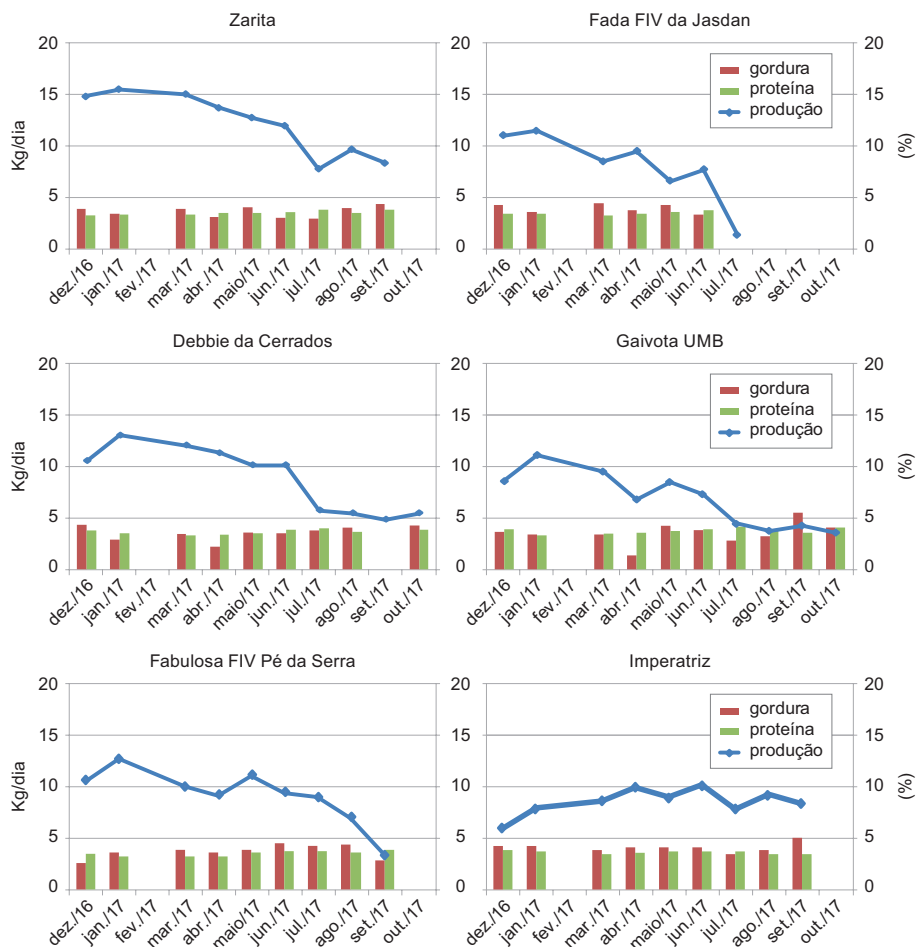 Zarita
20
15
10
5
0
Kg/dia
dez./16
jan./17
fev./17
mar./17
abr./17
maio/17
jun./17
jul./17
ago./17
set./17
out./17
Fada FIV da Jasdan
gordura
proteína
produção
20
15
10
5
0
(%)
dez./16
jan./17
fev./17
mar./17
abr./17
maio/17
jun./17
jul./17
ago./17
set./17
out./17
Debbie da Cerrados
20
15
10
5
0
Kg/dia
20
15
10
5
0
dez./16
jan./17
fev./17
mar./17
abr./17
maio/17
jun./17
jul./17
ago./17
set./17
out./17
Gaivota UMB
gordura
proteína
produção
20
15
10
5
0
(%)
dez./16
jan./17
fev./17
mar./17
abr./17
maio/17
jun./17
jul./17
ago./17
set./17
out./17
Fabulosa FIV Pé da Serra
20
15
10
5
0
Kg/dia
20
15
10
5
0
dez./16
jan./17
fev./17
mar./17
abr./17
maio/17
jun./17
jul./17
ago./17
set./17
out./17
Imperatriz
gordura
proteína
produção
20
15
10
5
0
(%)
dez./16
jan./17
fev./17
mar./17
abr./17
maio/17
jun./17
jul./17
ago./17
set./17
out./17